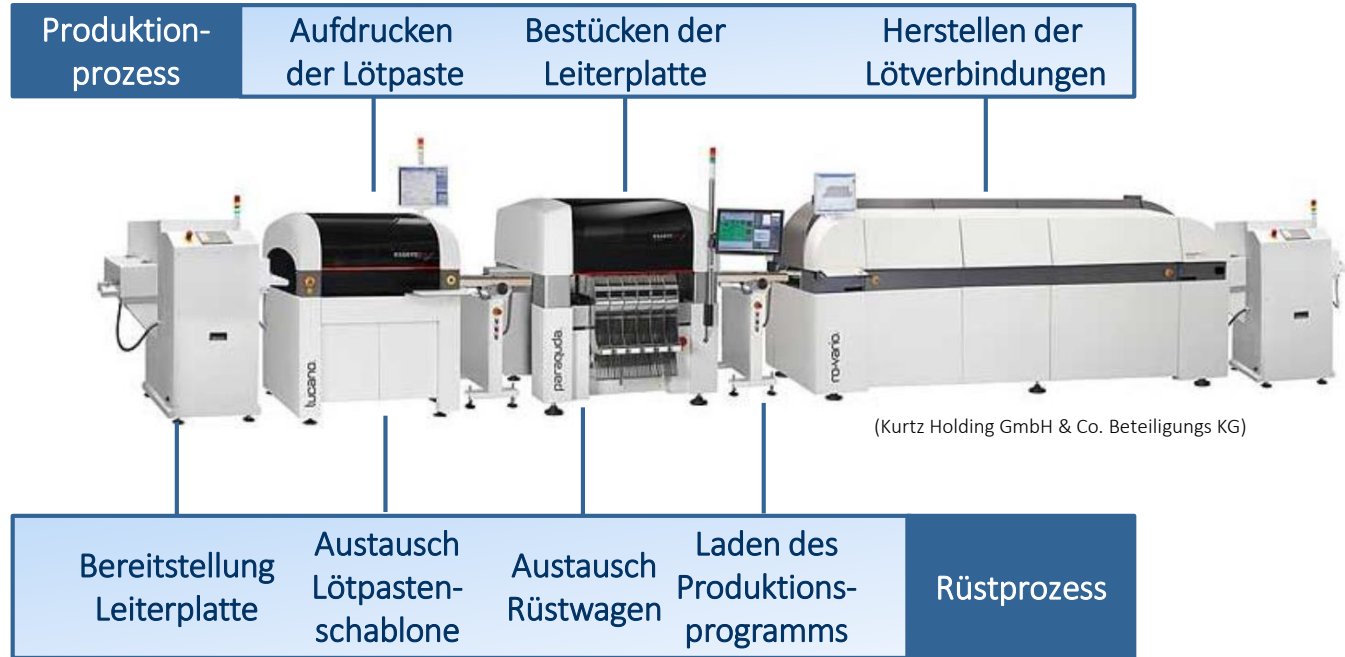 Produktion-
prozess
Aufdrucken
der Lötpaste
Bestücken der
Leiterplatte
Herstellen der
Lötverbindungen
tucano.
paraquda.
ro-vario.
(Kurtz Holding GmbH & Co. Beteiligungs KG)
Bereitstellung
Leiterplatte
Austausch
Lötpasten-
schablone
Austausch
Rüstwagen
Laden des
Produktions-
programms
Rüstprozess